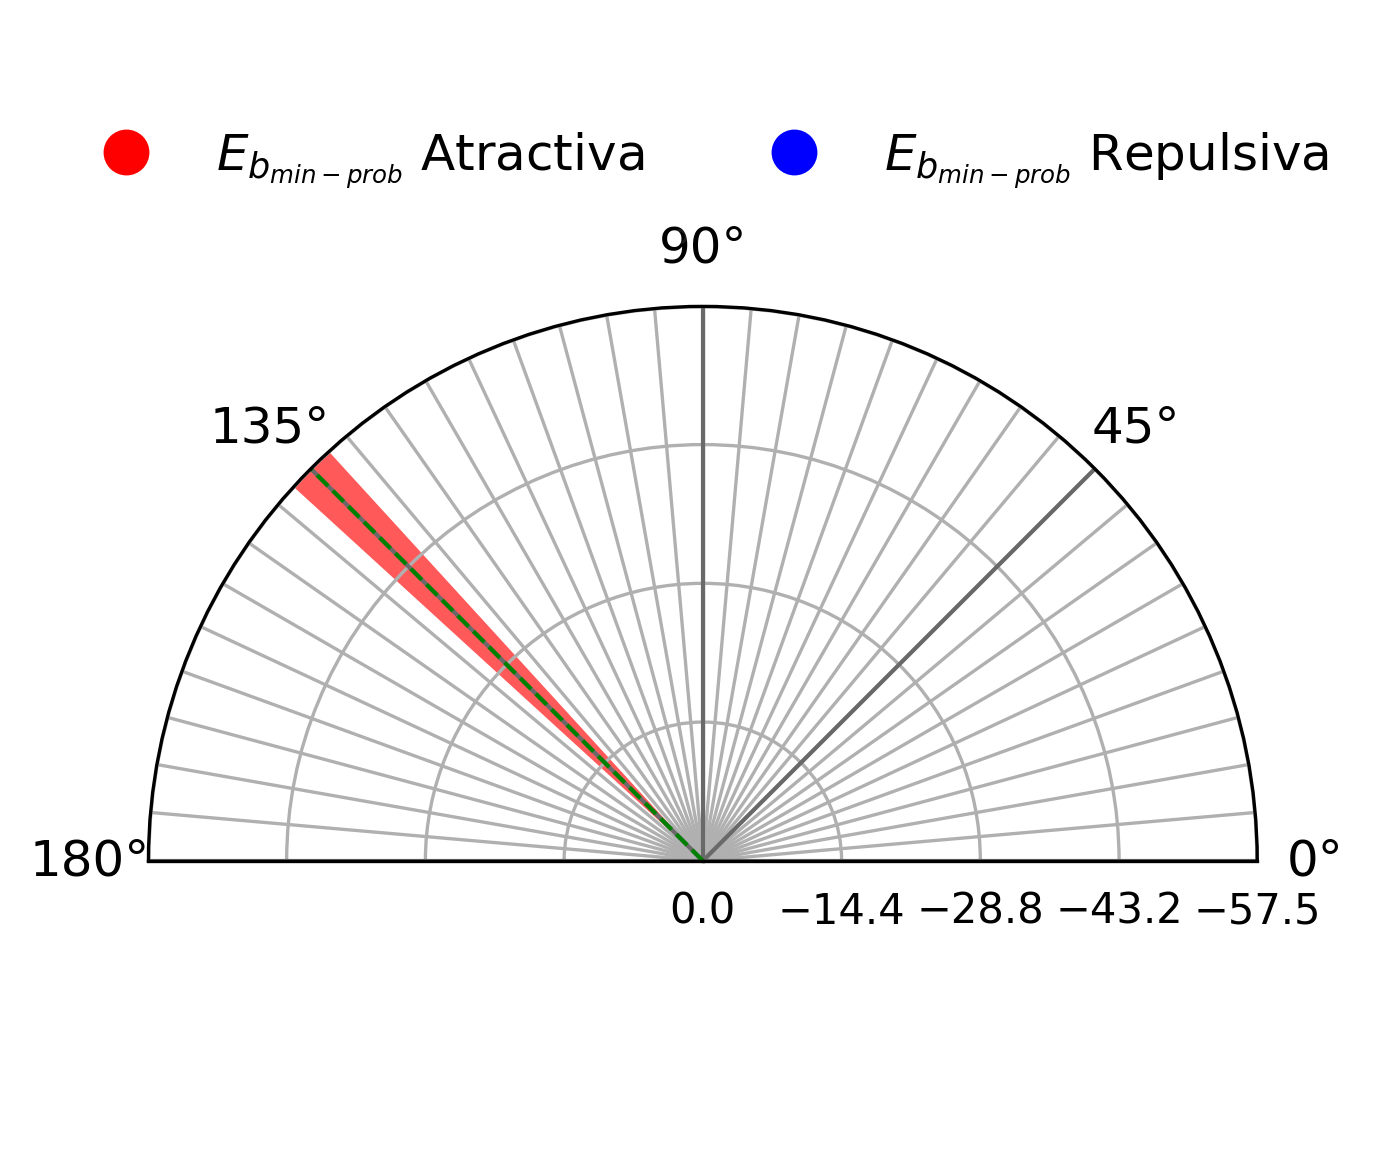 E_{b_{min-prob}} Atractiva E_{b_{min-prob}} Repulsiva
90°
135° 45°
180° 0°
0.0 −14.4 −28.8 −43.2 −57.5